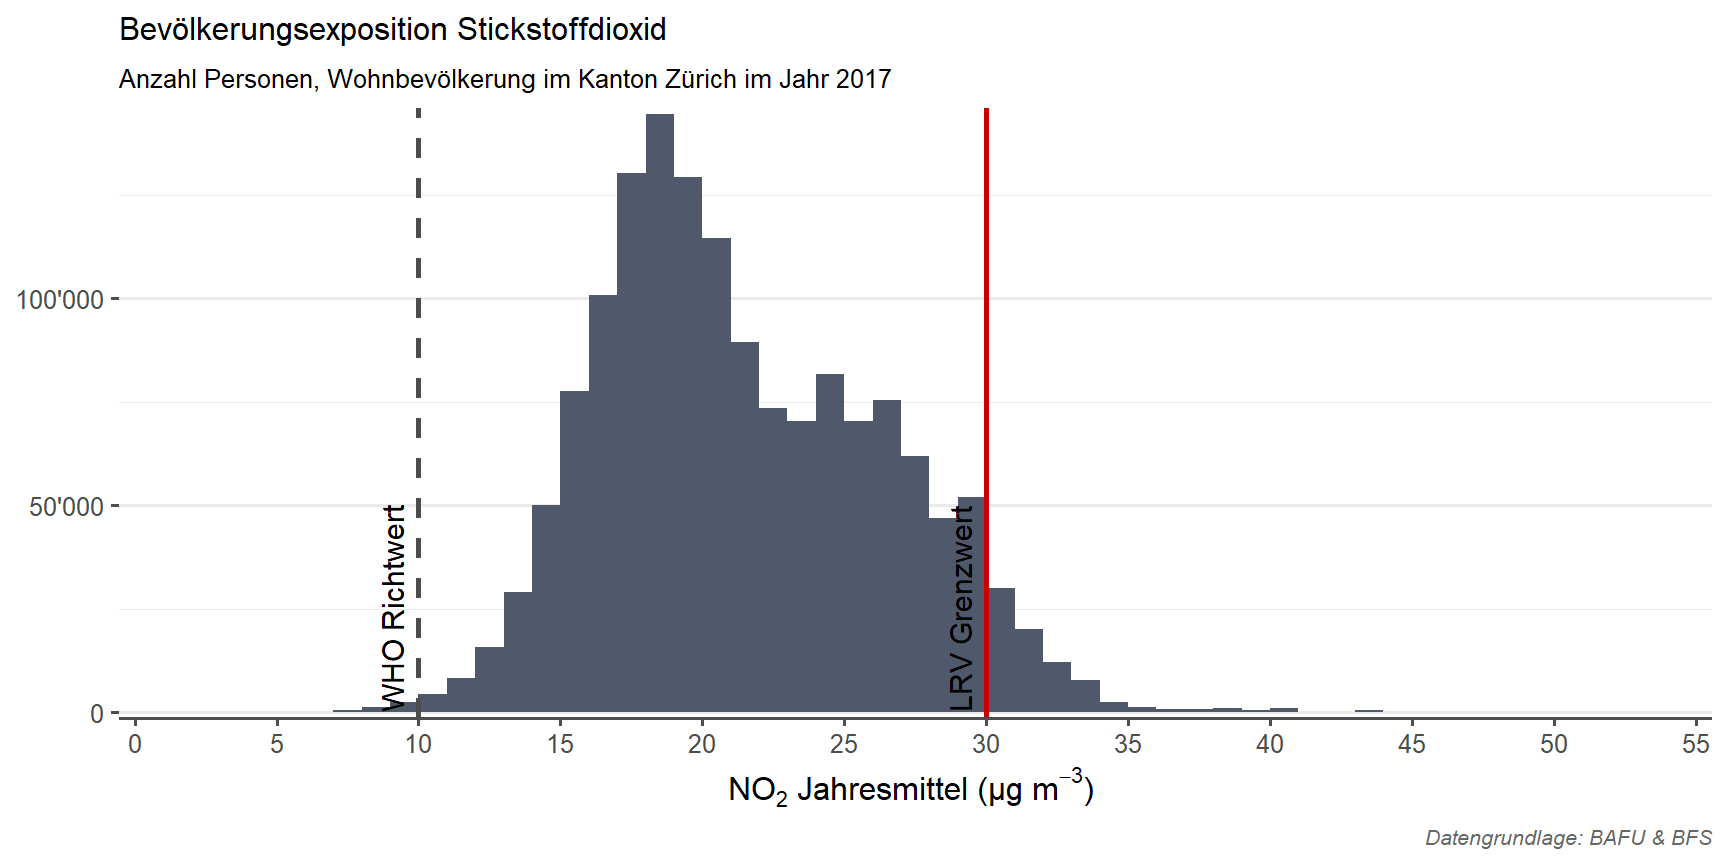 Bevölkerungsexposition Stickstoffdioxid
Anzahl Personen, Wohnbevölkerung im Kanton Zürich im Jahr 2017
100'000
50'000
0
WHO Richtwert
LRV Grenzwert
0 5 10 15 20 25 30 35 40 45 50 55
NO₂ Jahresmittel (µg m⁻³)
Datengrundlage: BAFU & BFS